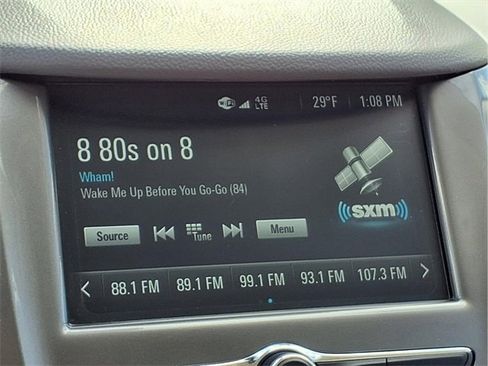 WiFi 4G LTE 29°F 1:08 PM
8 80s on 8
Wham!
Wake Me Up Before You Go-Go (84)
sxm
Source Tune Menu
88.1 FM 89.1 FM 99.1 FM 93.1 FM 107.3 FM